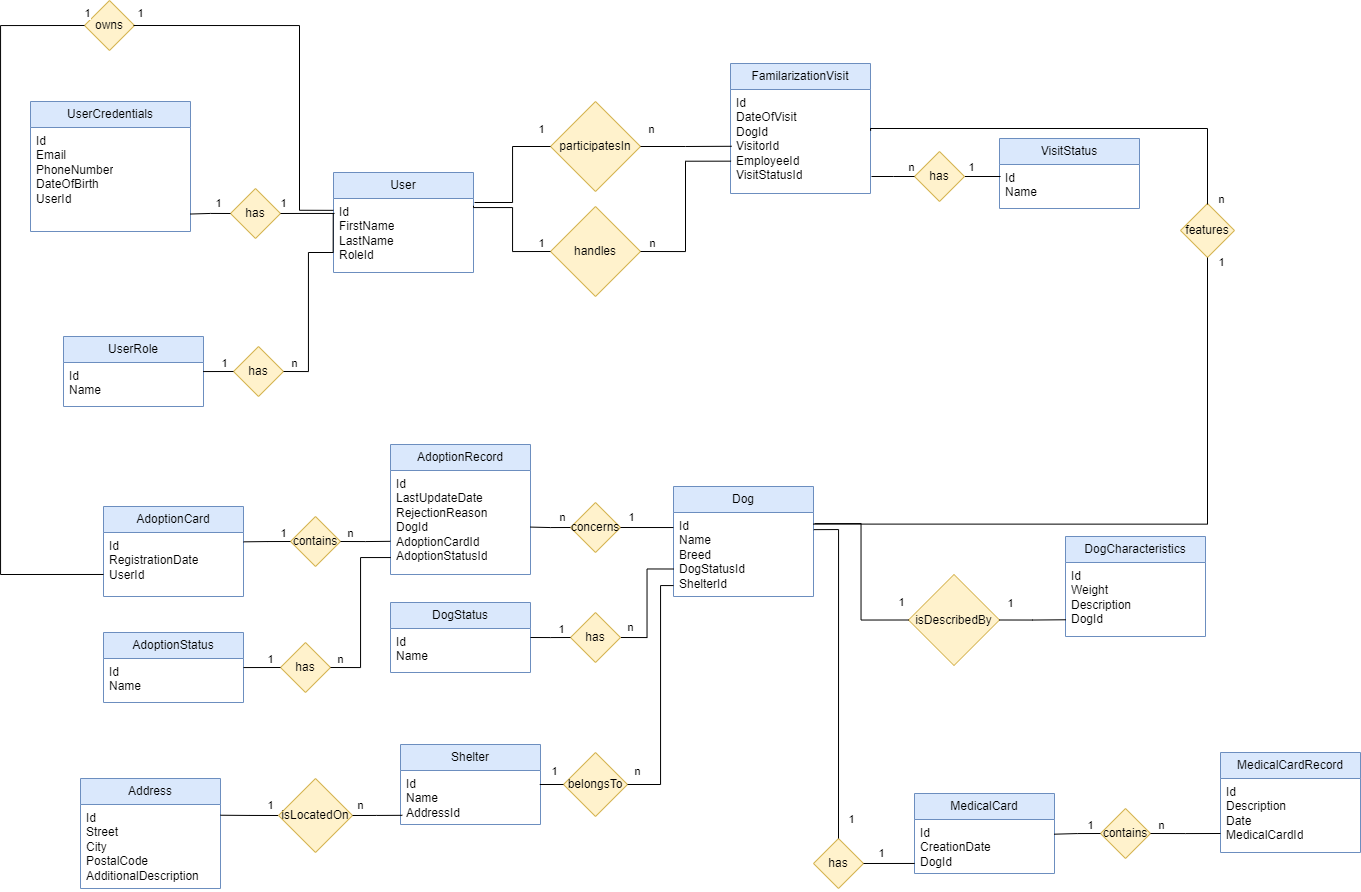 1
owns
1
UserCredentials
Id
Email
PhoneNumber
DateOfBirth
UserId
1
has
1
User
Id
FirstName
LastName
RoleId
UserRole
Id
Name
1
has
n
1
participatesIn
n
1
handles
n
FamilarizationVisit
Id
DateOfVisit
DogId
VisitorId
EmployeeId
VisitStatusId
n
has
1
VisitStatus
Id
Name
n
features
1
AdoptionCard
Id
RegistrationDate
UserId
1
contains
n
AdoptionRecord
Id
LastUpdateDate
RejectionReason
DogId
AdoptionCardId
AdoptionStatusId
n
concerns
1
Dog
Id
Name
Breed
DogStatusId
ShelterId
AdoptionStatus
Id
Name
1
has
n
DogStatus
Id
Name
1
has
n
1
isDescribedBy
1
DogCharacteristics
Id
Weight
Description
DogId
Address
Id
Street
City
PostalCode
AdditionalDescription
1
isLocatedOn
n
Shelter
Id
Name
AddressId
1
belongsTo
n
1
has
1
MedicalCard
Id
CreationDate
DogId
1
contains
n
MedicalCardRecord
Id
Description
Date
MedicalCardId